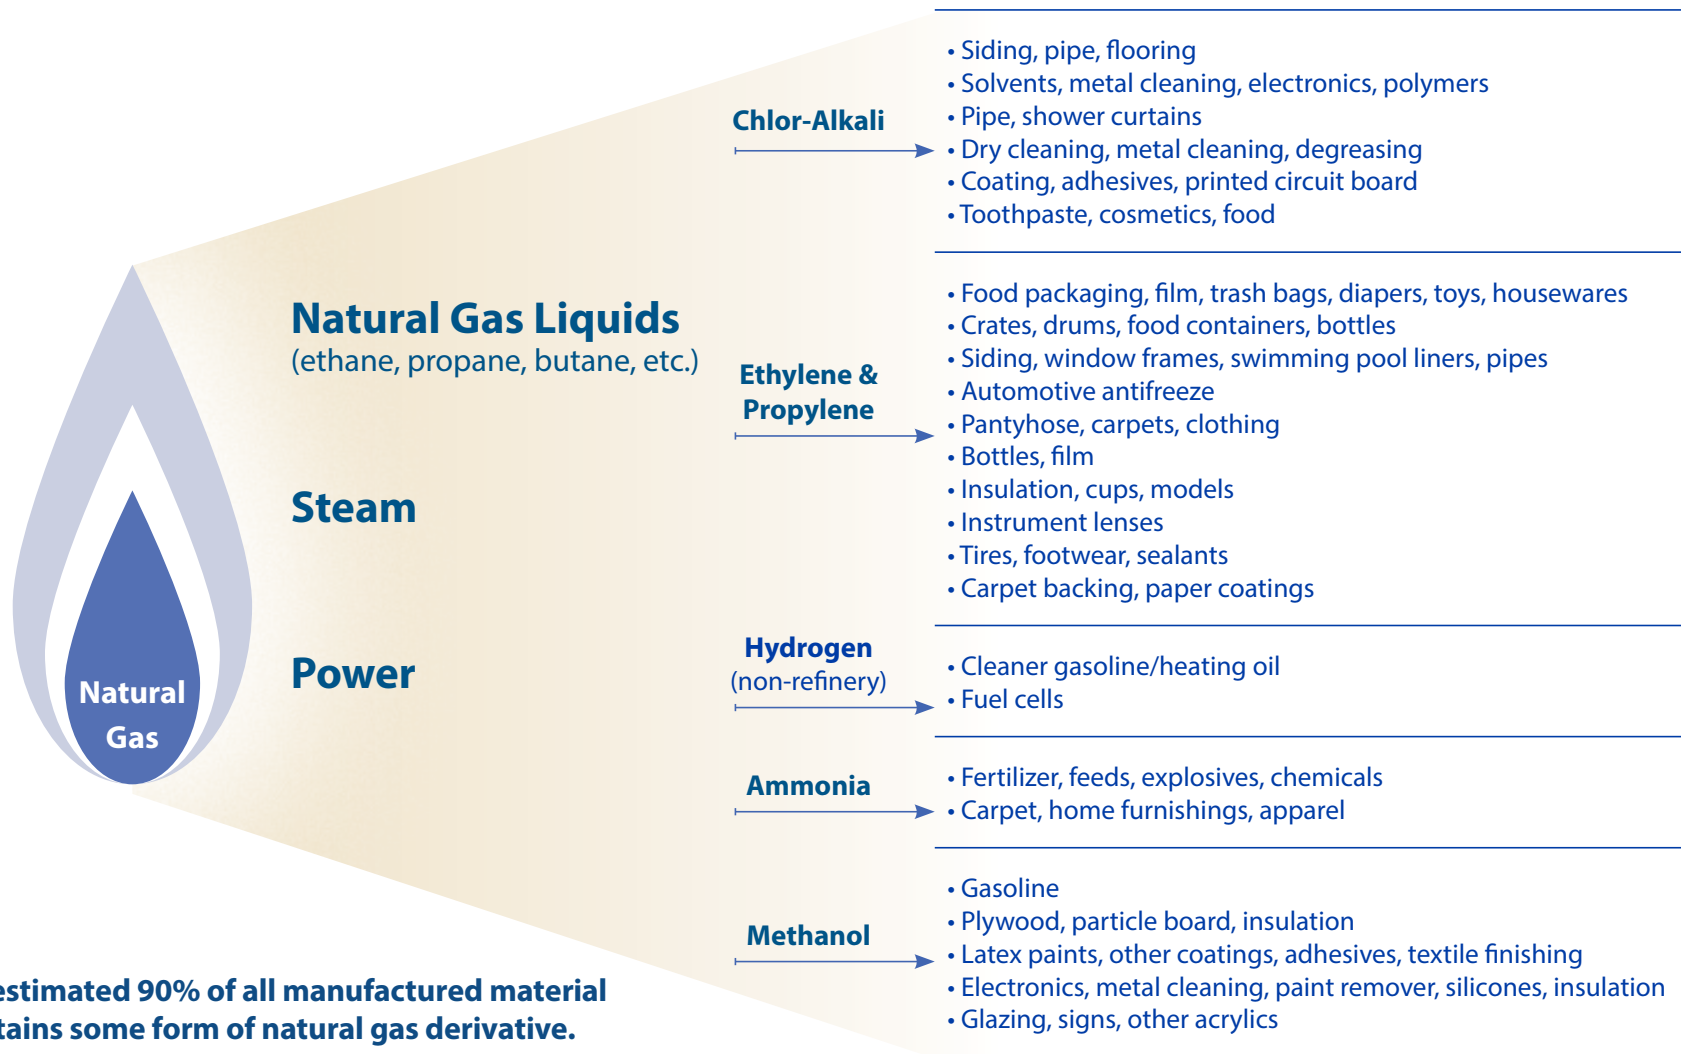 Natural
Gas
Natural Gas Liquids
(ethane, propane, butane, etc.)
Steam
Power
Chlor-Alkali
• Siding, pipe, flooring
• Solvents, metal cleaning, electronics, polymers
• Pipe, shower curtains
• Dry cleaning, metal cleaning, degreasing
• Coating, adhesives, printed circuit board
• Toothpaste, cosmetics, food
Ethylene &
Propylene
• Food packaging, film, trash bags, diapers, toys, housewares
• Crates, drums, food containers, bottles
• Siding, window frames, swimming pool liners, pipes
• Automotive antifreeze
• Pantyhose, carpets, clothing
• Bottles, film
• Insulation, cups, models
• Instrument lenses
• Tires, footwear, sealants
• Carpet backing, paper coatings
Hydrogen
(non-refinery)
• Cleaner gasoline/heating oil
• Fuel cells
Ammonia
• Fertilizer, feeds, explosives, chemicals
• Carpet, home furnishings, apparel
Methanol
• Gasoline
• Plywood, particle board, insulation
• Latex paints, other coatings, adhesives, textile finishing
• Electronics, metal cleaning, paint remover, silicones, insulation
• Glazing, signs, other acrylics
estimated 90% of all manufactured material
tains some form of natural gas derivative.